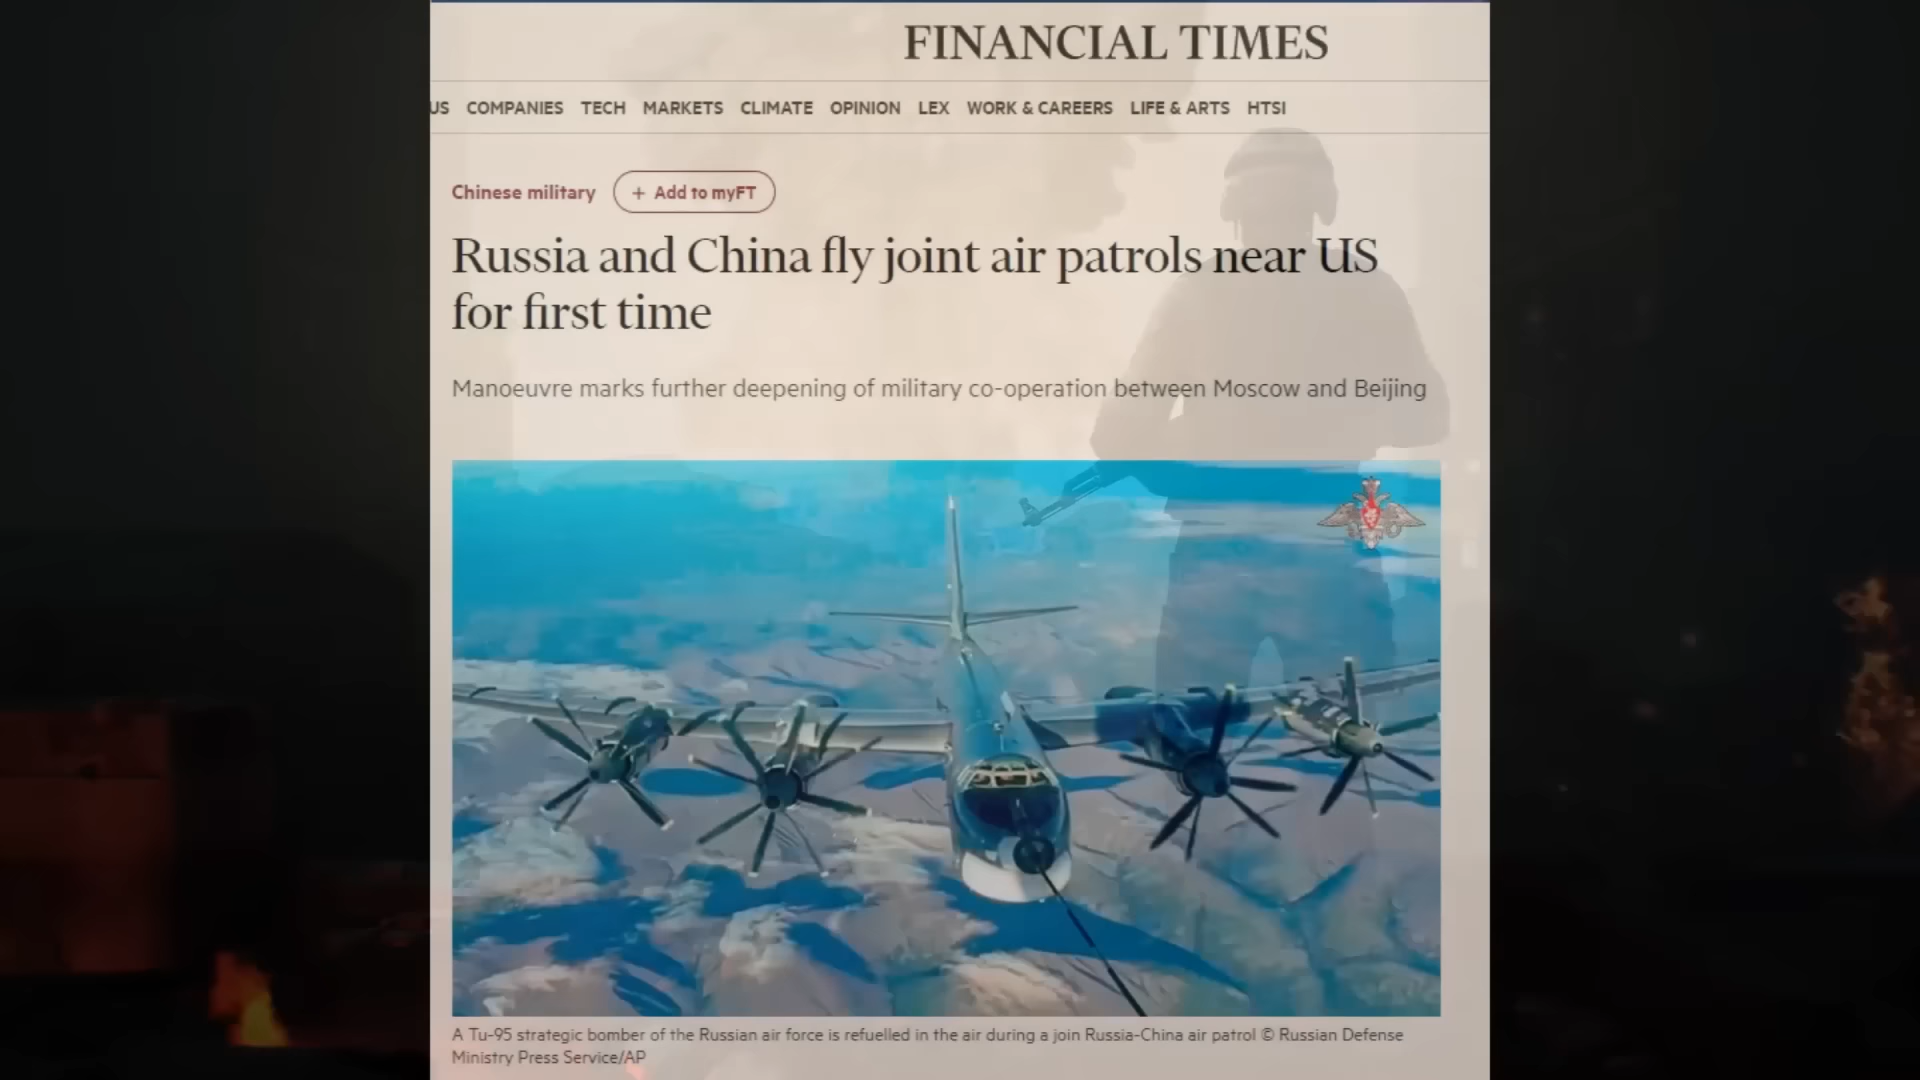 FINANCIAL TIMES
US COMPANIES TECH MARKETS CLIMATE OPINION LEX WORK & CAREERS LIFE & ARTS HTSI
Chinese military + Add to myFT
Russia and China fly joint air patrols near US
for first time
Manoeuvre marks further deepening of military co-operation between Moscow and Beijing
A Tu-95 strategic bomber of the Russian air force is refuelled in the air during a join Russia-China air patrol © Russian Defense
Ministry Press Service/AP